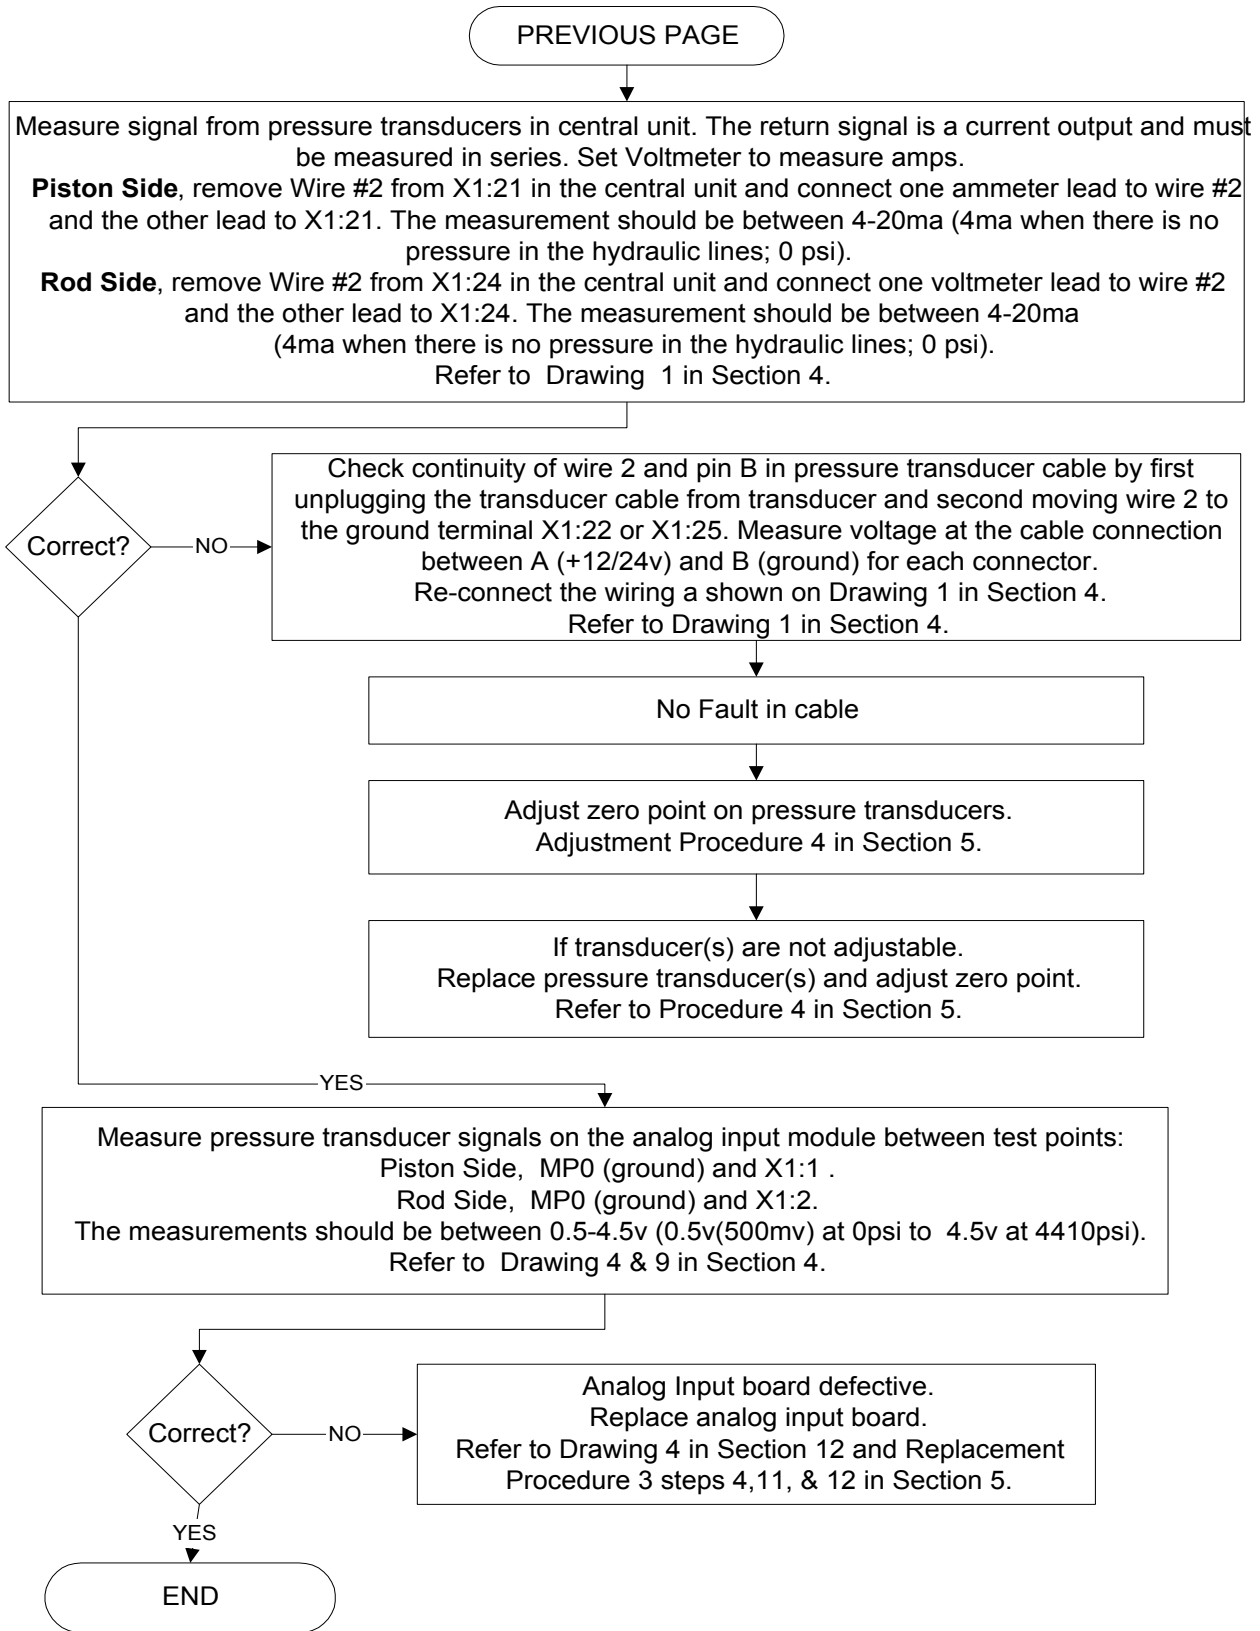 PREVIOUS PAGE
Measure signal from pressure transducers in central unit. The return signal is a current output and must
be measured in series. Set Voltmeter to measure amps.
Piston Side, remove Wire #2 from X1:21 in the central unit and connect one ammeter lead to wire #2
and the other lead to X1:21. The measurement should be between 4-20ma (4ma when there is no
pressure in the hydraulic lines; 0 psi).
Rod Side, remove Wire #2 from X1:24 in the central unit and connect one voltmeter lead to wire #2
and the other lead to X1:24. The measurement should be between 4-20ma
(4ma when there is no pressure in the hydraulic lines; 0 psi).
Refer to Drawing 1 in Section 4.
Correct?
NO
Check continuity of wire 2 and pin B in pressure transducer cable by first
unplugging the transducer cable from transducer and second moving wire 2 to
the ground terminal X1:22 or X1:25. Measure voltage at the cable connection
between A (+12/24v) and B (ground) for each connector.
Re-connect the wiring a shown on Drawing 1 in Section 4.
Refer to Drawing 1 in Section 4.
No Fault in cable
Adjust zero point on pressure transducers.
Adjustment Procedure 4 in Section 5.
If transducer(s) are not adjustable.
Replace pressure transducer(s) and adjust zero point.
Refer to Procedure 4 in Section 5.
YES
Measure pressure transducer signals on the analog input module between test points:
Piston Side, MP0 (ground) and X1:1 .
Rod Side, MP0 (ground) and X1:2.
The measurements should be between 0.5-4.5v (0.5v(500mv) at 0psi to 4.5v at 4410psi).
Refer to Drawing 4 & 9 in Section 4.
Correct?
NO
Analog Input board defective.
Replace analog input board.
Refer to Drawing 4 in Section 12 and Replacement
Procedure 3 steps 4,11, & 12 in Section 5.
YES
END